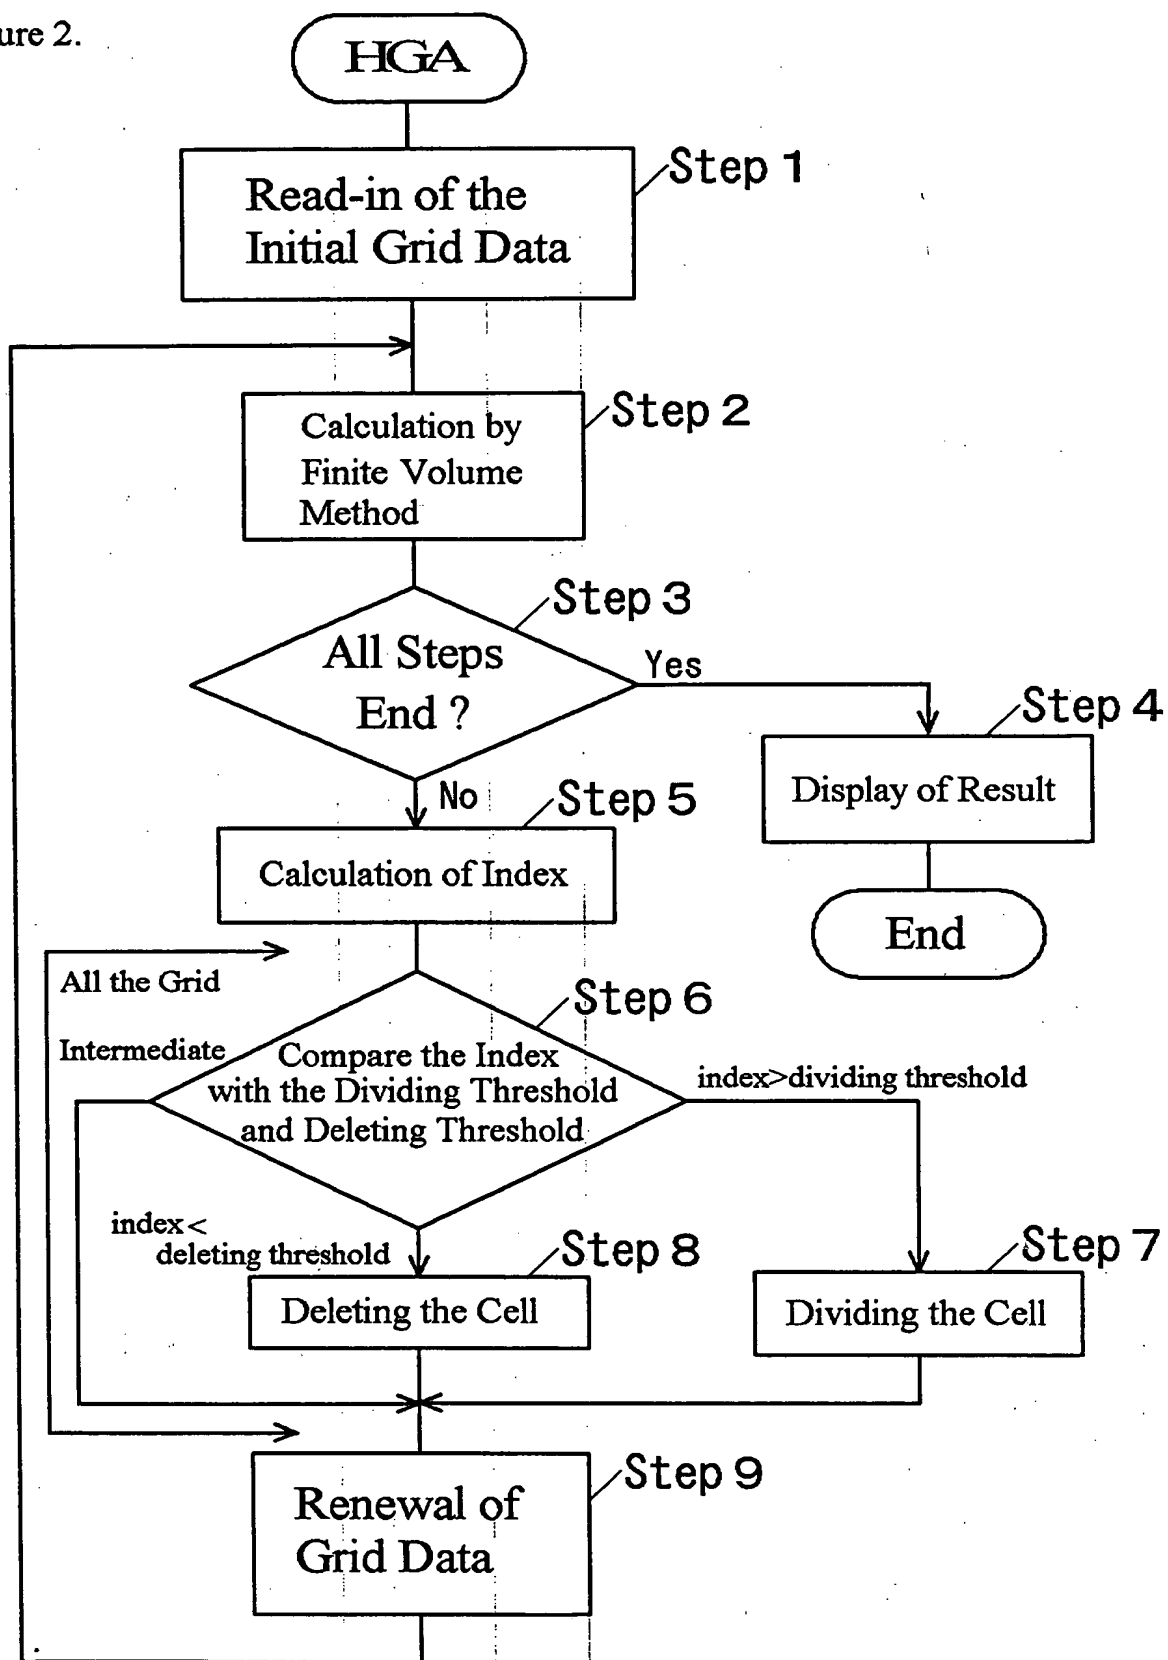 ure 2.
HGA
Step 1
Read-in of the
Initial Grid Data
Step 2
Calculation by
Finite Volume
Method
Step 3
All Steps
End ?
Yes
Step 4
Display of Result
End
No
Step 5
Calculation of Index
All the Grid
Step 6
Intermediate
Compare the Index
with the Dividing Threshold
and Deleting Threshold
index>dividing threshold
index<
deleting threshold
Step 8
Deleting the Cell
Step 7
Dividing the Cell
Step 9
Renewal of
Grid Data